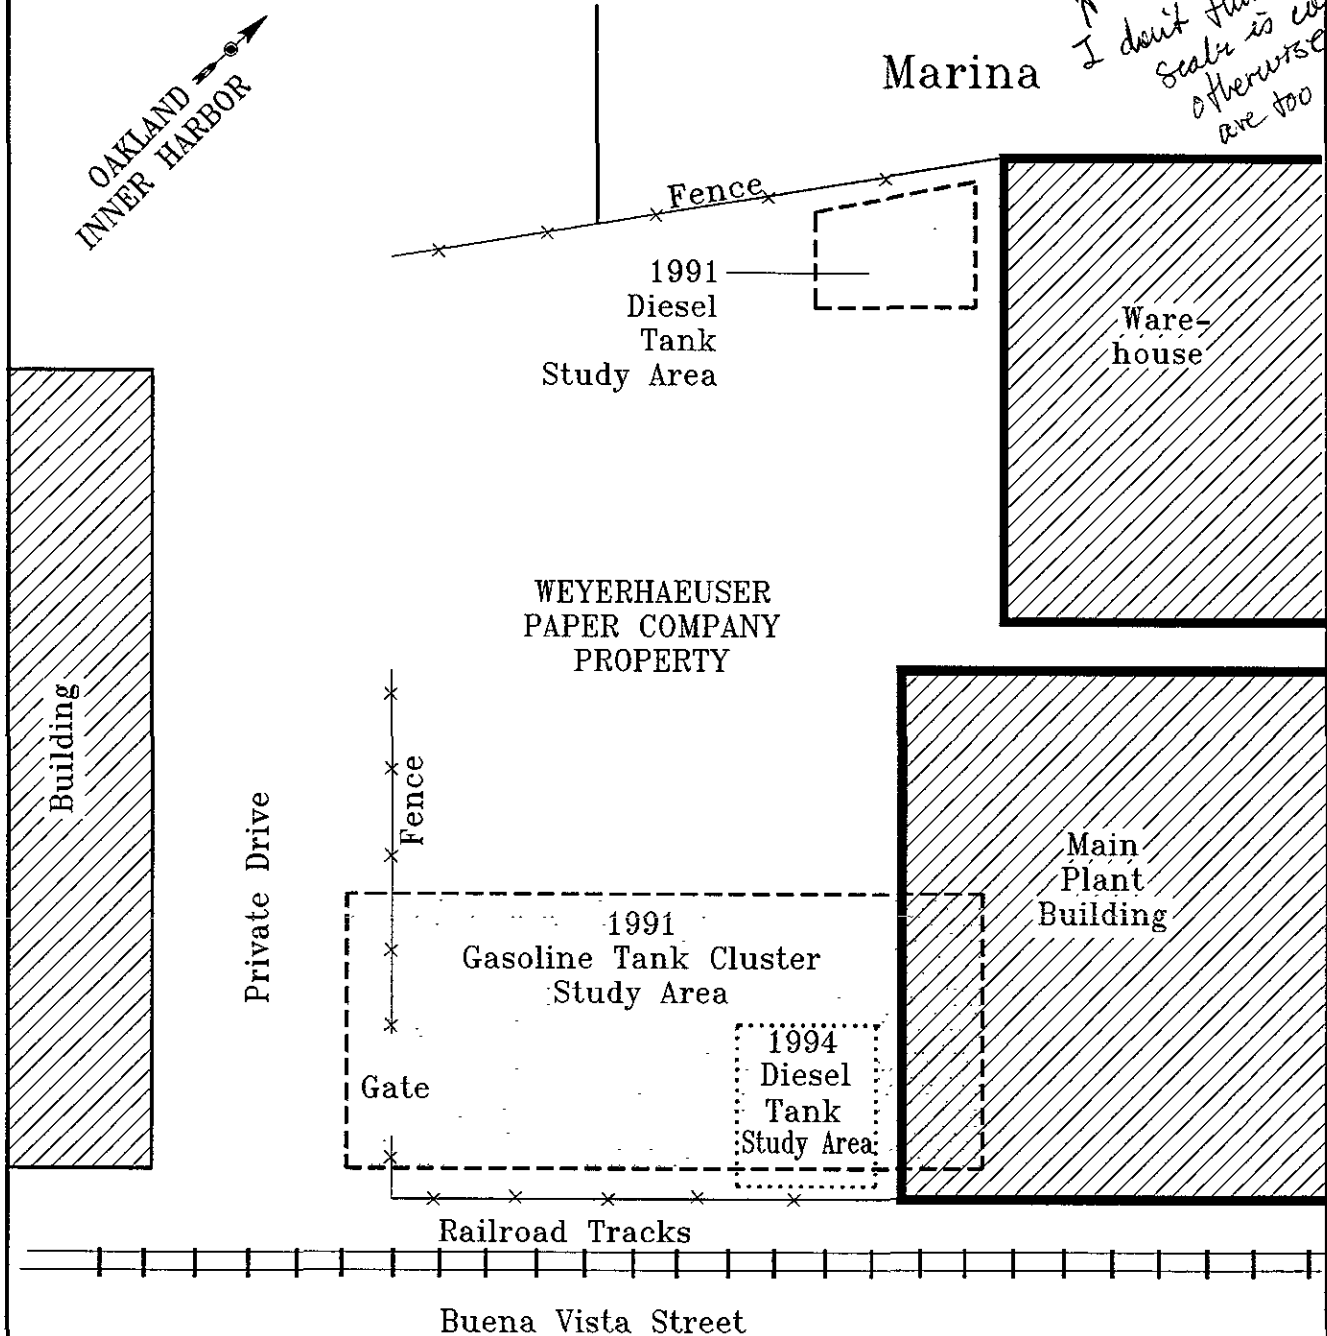 OAKLAND
INNER HARBOR
Marina
I don't
scale is
otherwise
are too
Fence
1991
Diesel
Tank
Study Area
Ware-
house
WEYERHAEUSER
PAPER COMPANY
PROPERTY
Building
Private Drive
Fence
1991
Gasoline Tank Cluster
Study Area
Main
Plant
Building
1994
Diesel
Tank
Study Area
Gate
Railroad Tracks
Buena Vista Street